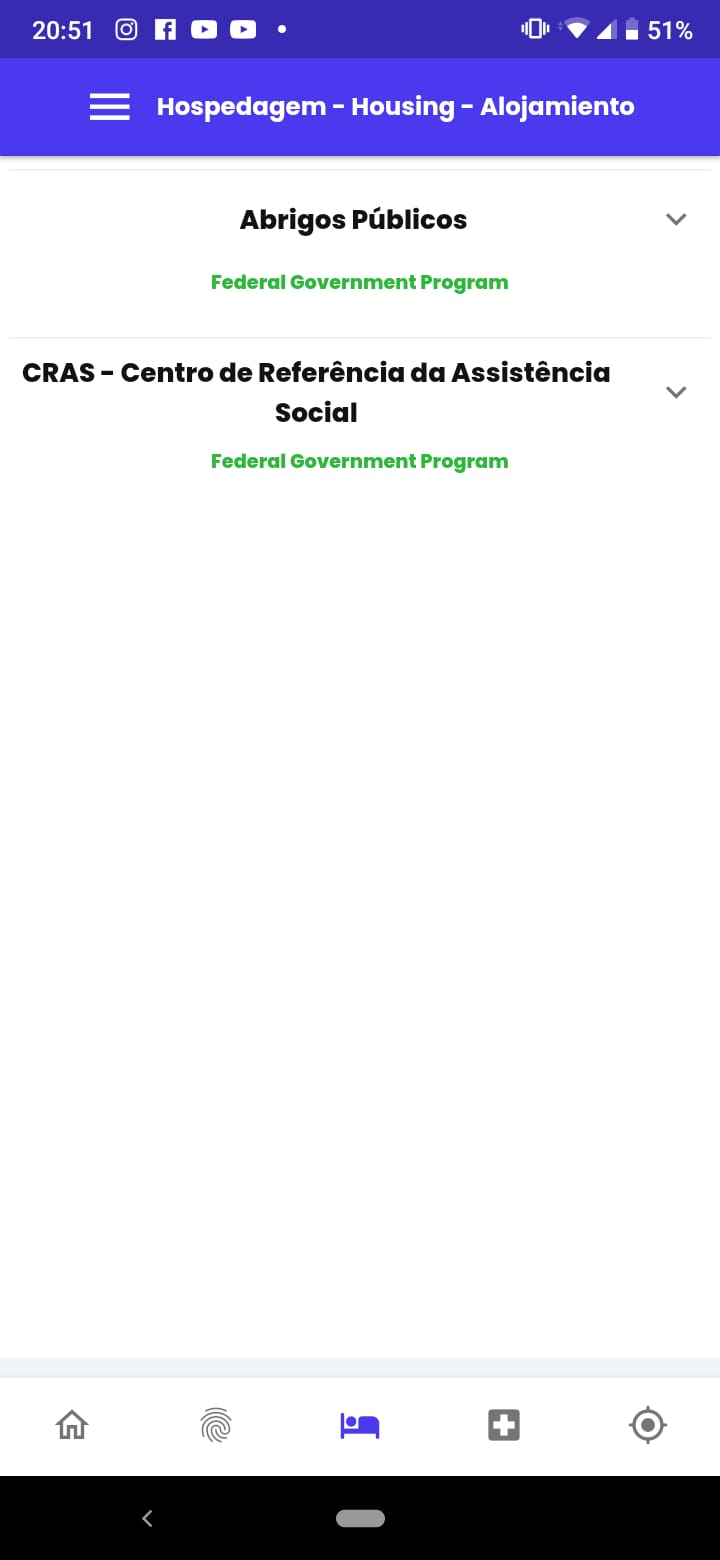 20:51
51%
Hospedagem - Housing - Alojamiento
Abrigos Públicos
Federal Government Program
CRAS - Centro de Referência da Assistência
Social
Federal Government Program